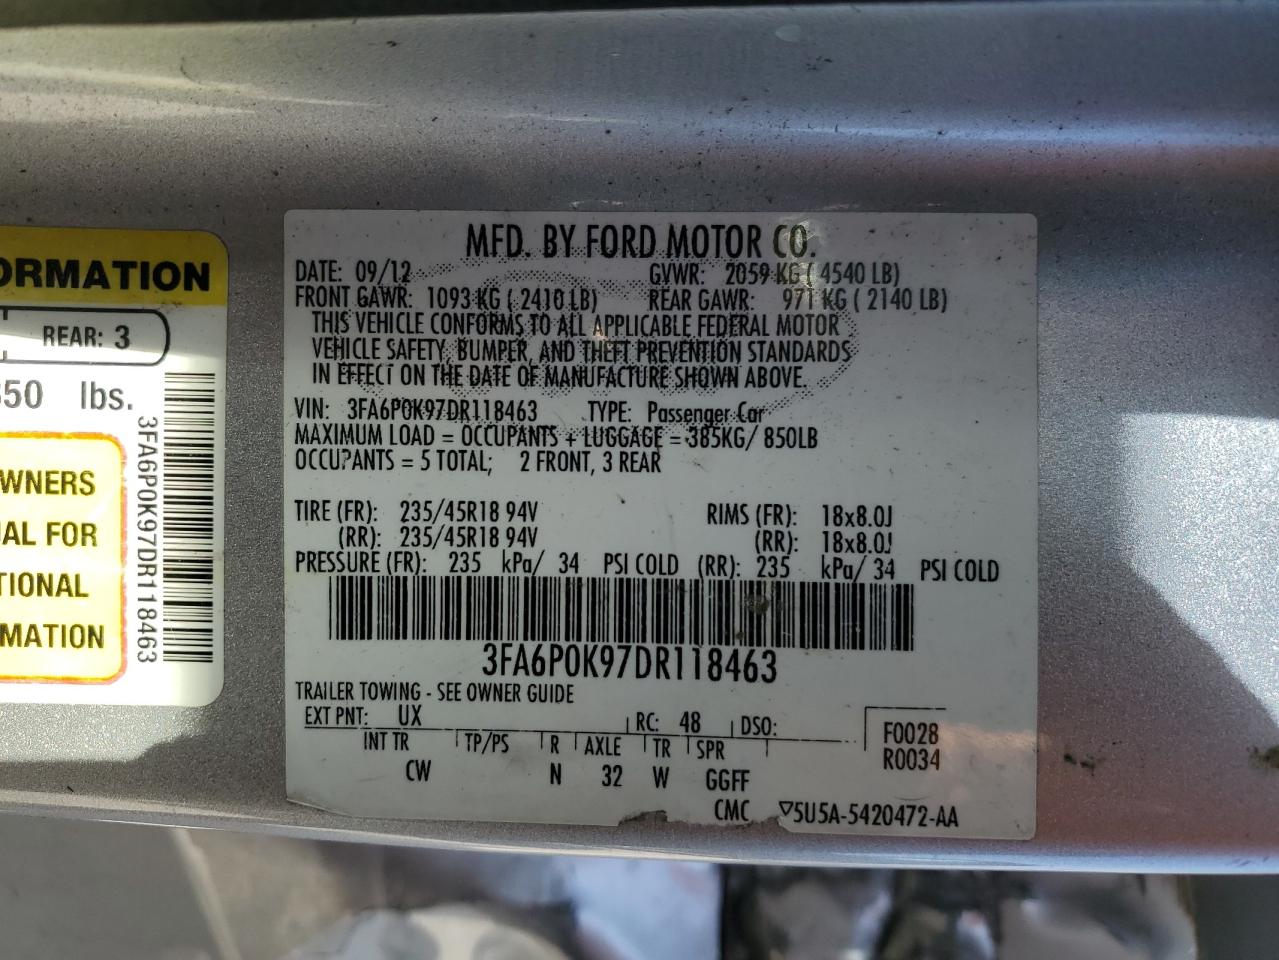 ORMATION
REAR: 3
50 lbs.
WNERS
AL FOR
TIONAL
MATION
3FA6P0K97DR118463
MFD. BY FORD MOTOR CO.
DATE: 09/12 GVWR: 2059 KG ( 4540 LB)
FRONT GAWR: 1093 KG ( 2410 LB) REAR GAWR: 971 KG ( 2140 LB)
THIS VEHICLE CONFORMS TO ALL APPLICABLE FEDERAL MOTOR
VEHICLE SAFETY, BUMPER, AND THEFT PREVENTION STANDARDS
IN EFFECT ON THE DATE OF MANUFACTURE SHOWN ABOVE.
VIN: 3FA6P0K97DR118463 TYPE: Passenger Car
MAXIMUM LOAD = OCCUPANTS + LUGGAGE = 385KG/ 850LB
OCCUPANTS = 5 TOTAL; 2 FRONT, 3 REAR
TIRE (FR): 235/45R18 94V RIMS (FR): 18x8.0J
(RR): 235/45R18 94V (RR): 18x8.0J
PRESSURE (FR): 235 kPa/ 34 PSI COLD (RR): 235 kPa/ 34 PSI COLD
3FA6P0K97DR118463
TRAILER TOWING - SEE OWNER GUIDE
EXT PNT: UX RC: 48 DSO:
INT TR TP/PS R AXLE TR SPR
CW N 32 W GGFF
F0028
R0034
CMC ▽5U5A-5420472-AA